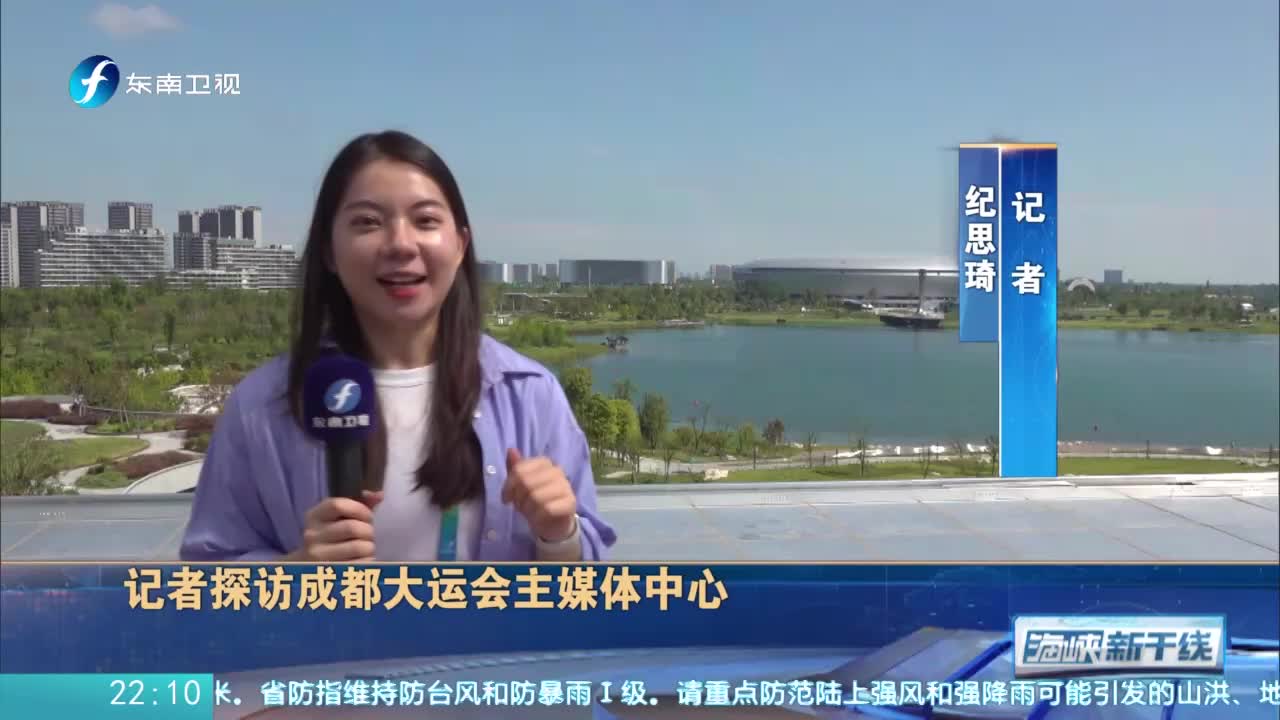 东南卫视
记者
纪思琦
东南卫视
记者探访成都大运会主媒体中心
海峡新干线
22:10
米。省防指维持防台风和防暴雨Ⅰ级。请重点防范陆上强风和强降雨可能引发的山洪、地